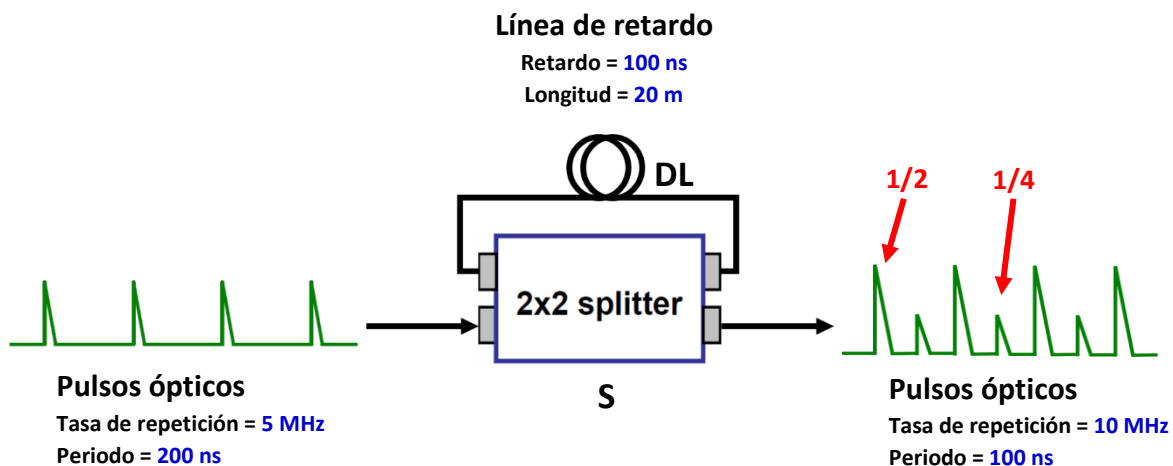 Línea de retardo
Retardo = 100 ns
Longitud = 20 m
DL
1/2
1/4
2x2 splitter
S
Pulsos ópticos
Tasa de repetición = 5 MHz
Periodo = 200 ns
Pulsos ópticos
Tasa de repetición = 10 MHz
Periodo = 100 ns